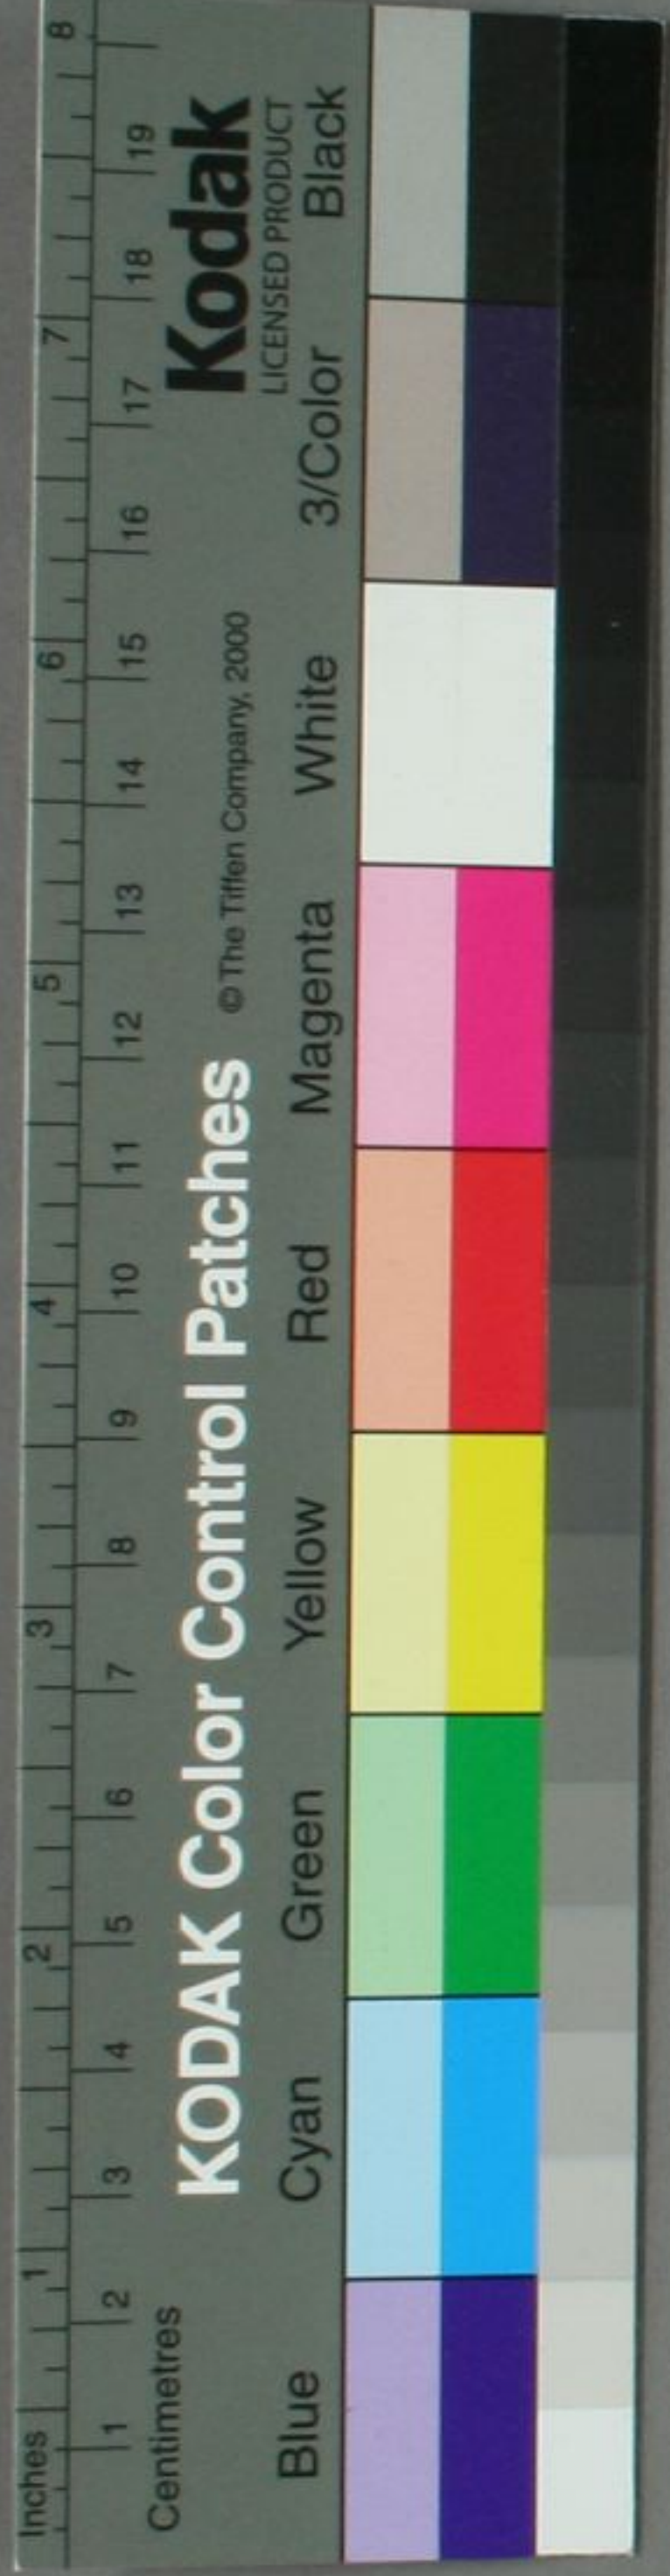 Inches 1 2 3 4 5 6 7 8
1 2 3 4 5 6 7 8 9 10 11 12 13 14 15 16 17 18 19
Centimetres
KODAK Color Control Patches © The Tiffen Company, 2000
Kodak
LICENSED PRODUCT
Blue Cyan Green Yellow Red Magenta White 3/Color Black